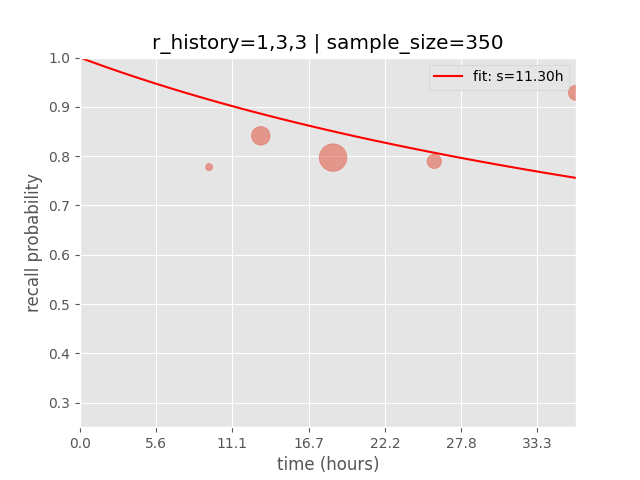 r_history=1,3,3 | sample_size=350
fit: s=11.30h
recall probability
1.0
0.9
0.8
0.7
0.6
0.5
0.4
0.3
0.0 5.6 11.1 16.7 22.2 27.8 33.3
time (hours)